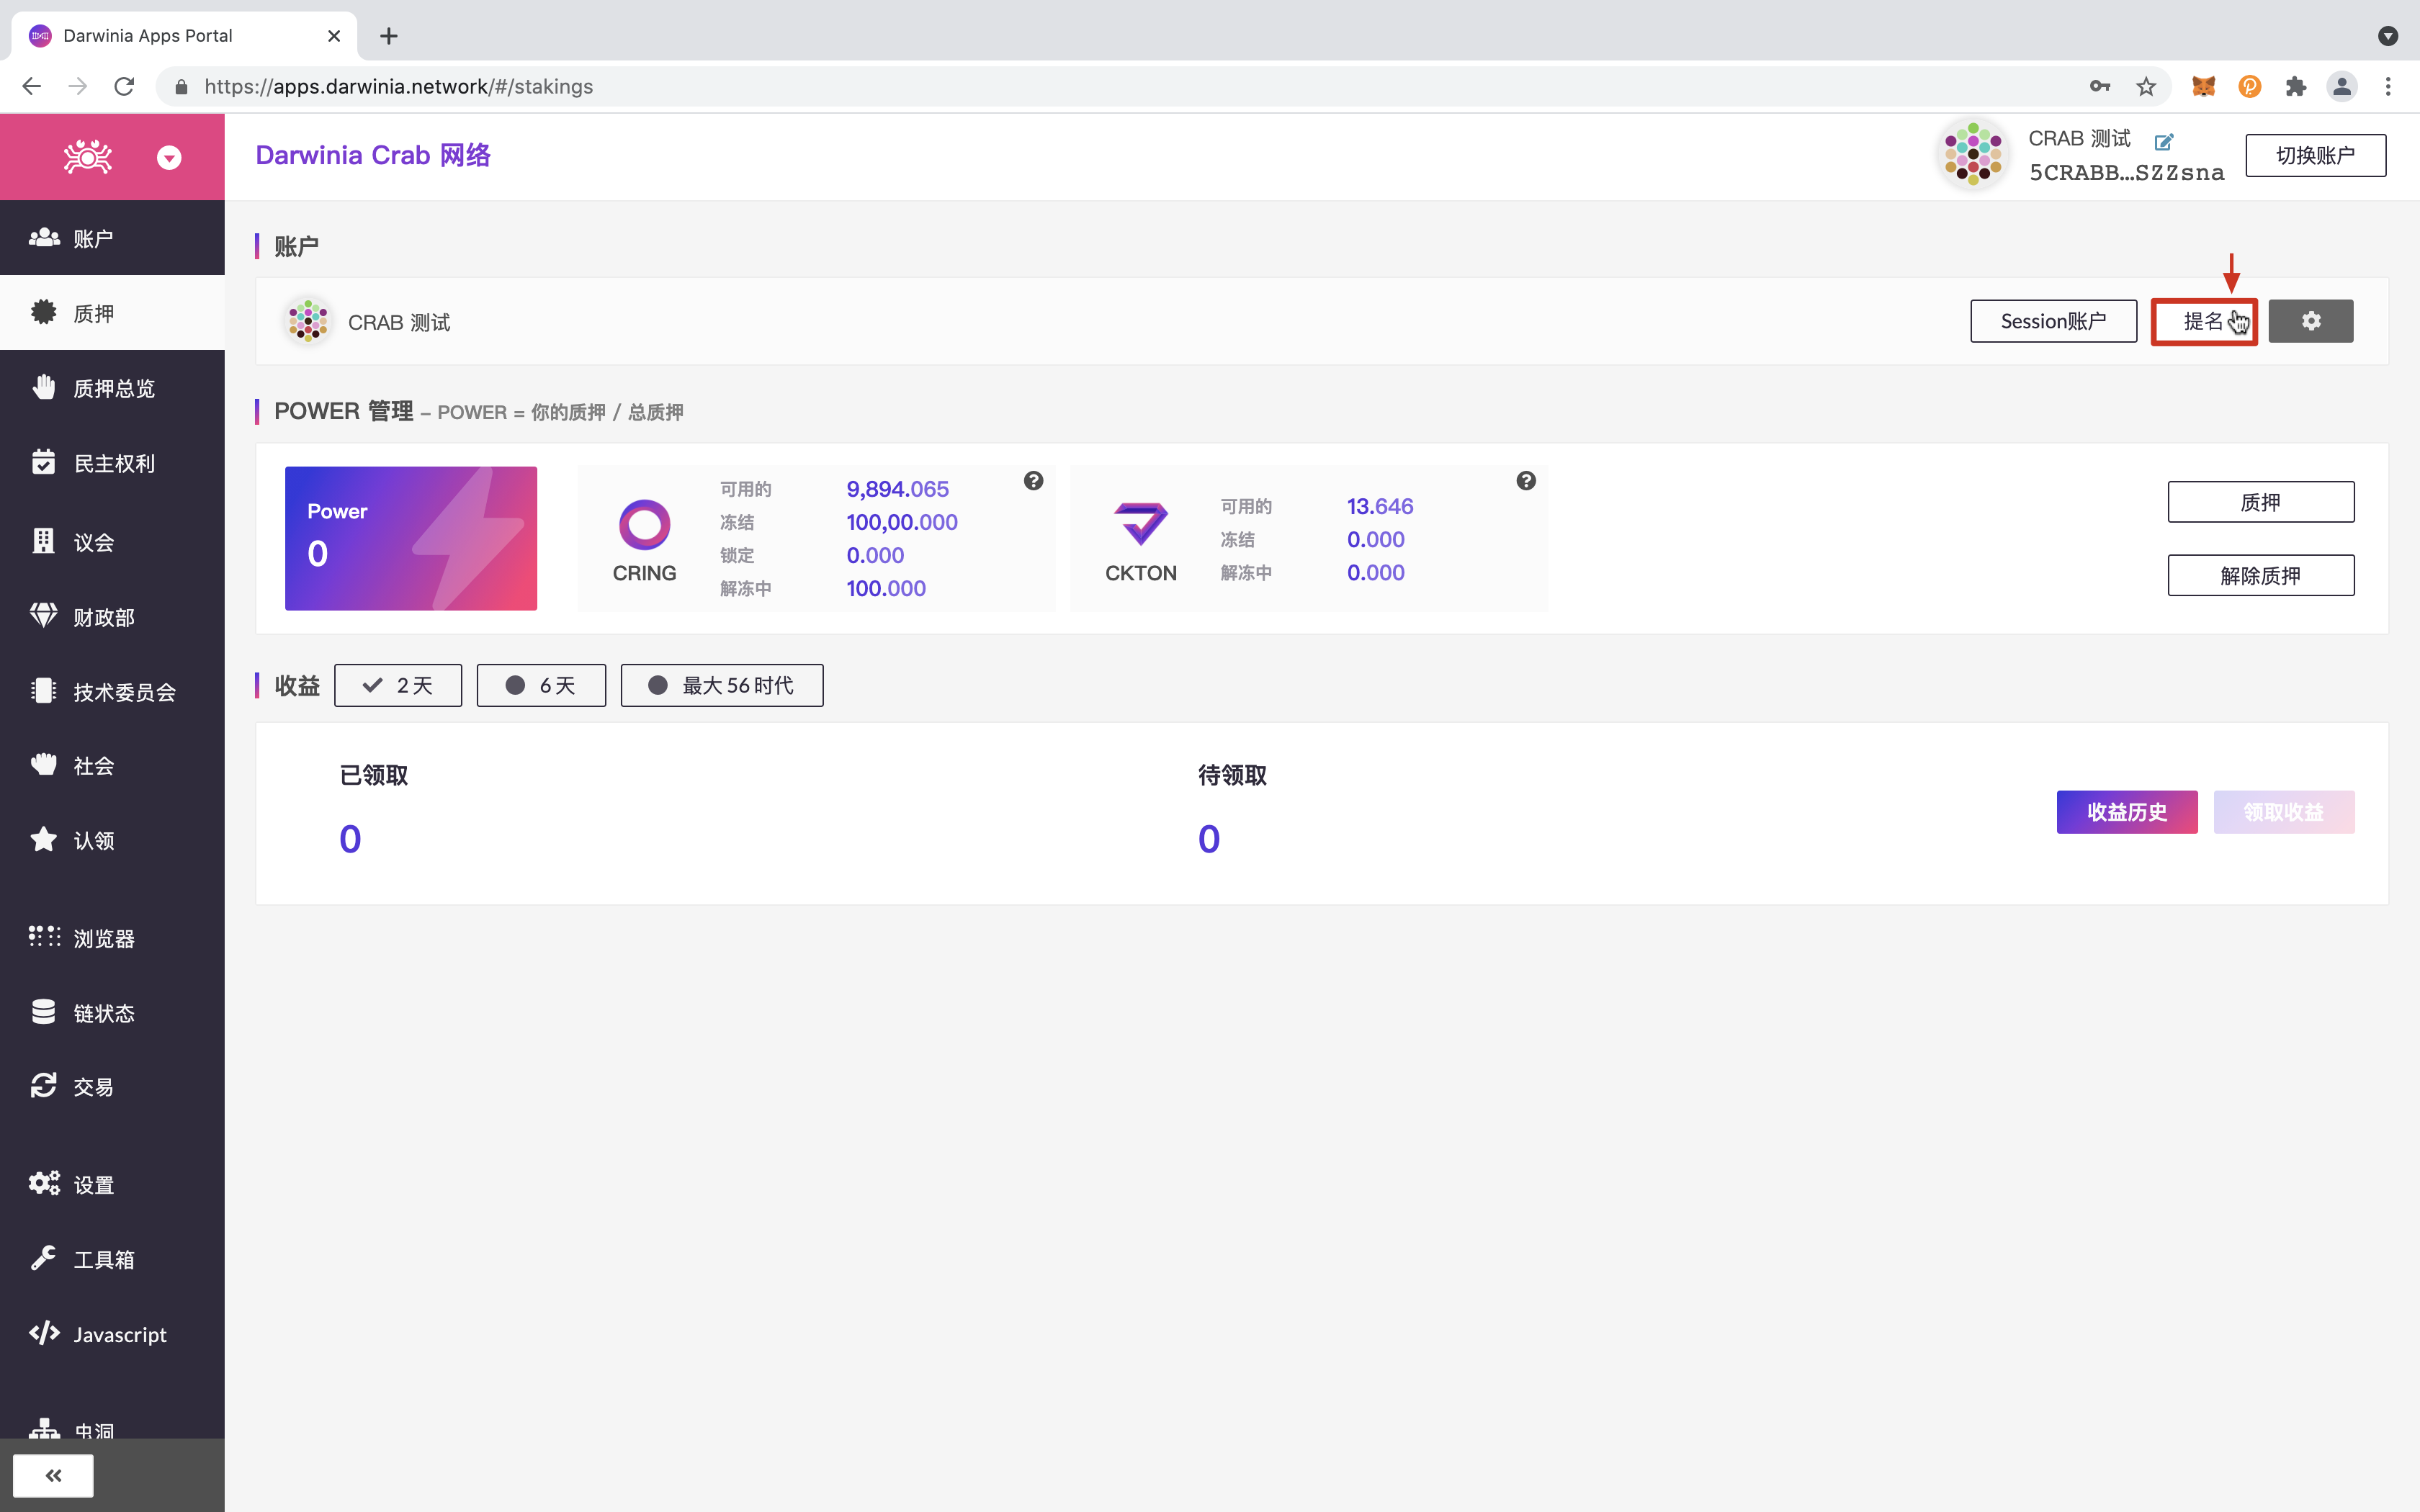 Darwinia Apps Portal
https://apps.darwinia.network/#/stakings
Darwinia Crab 网络
CRAB 测试
5CRABB...SZZsna
切换账户
账户
质押
质押总览
民主权利
议会
财政部
技术委员会
社会
认领
浏览器
链状态
交易
设置
工具箱
Javascript
虫洞
账户
CRAB 测试
Session账户
提名
POWER 管理 – POWER = 你的质押 / 总质押
Power
0
CRING
可用的 9,894.065
冻结 100,00.000
锁定 0.000
解冻中 100.000
CKTON
可用的 13.646
冻结 0.000
解冻中 0.000
质押
解除质押
收益
2 天
6 天
最大 56 时代
已领取
0
待领取
0
收益历史
领取收益